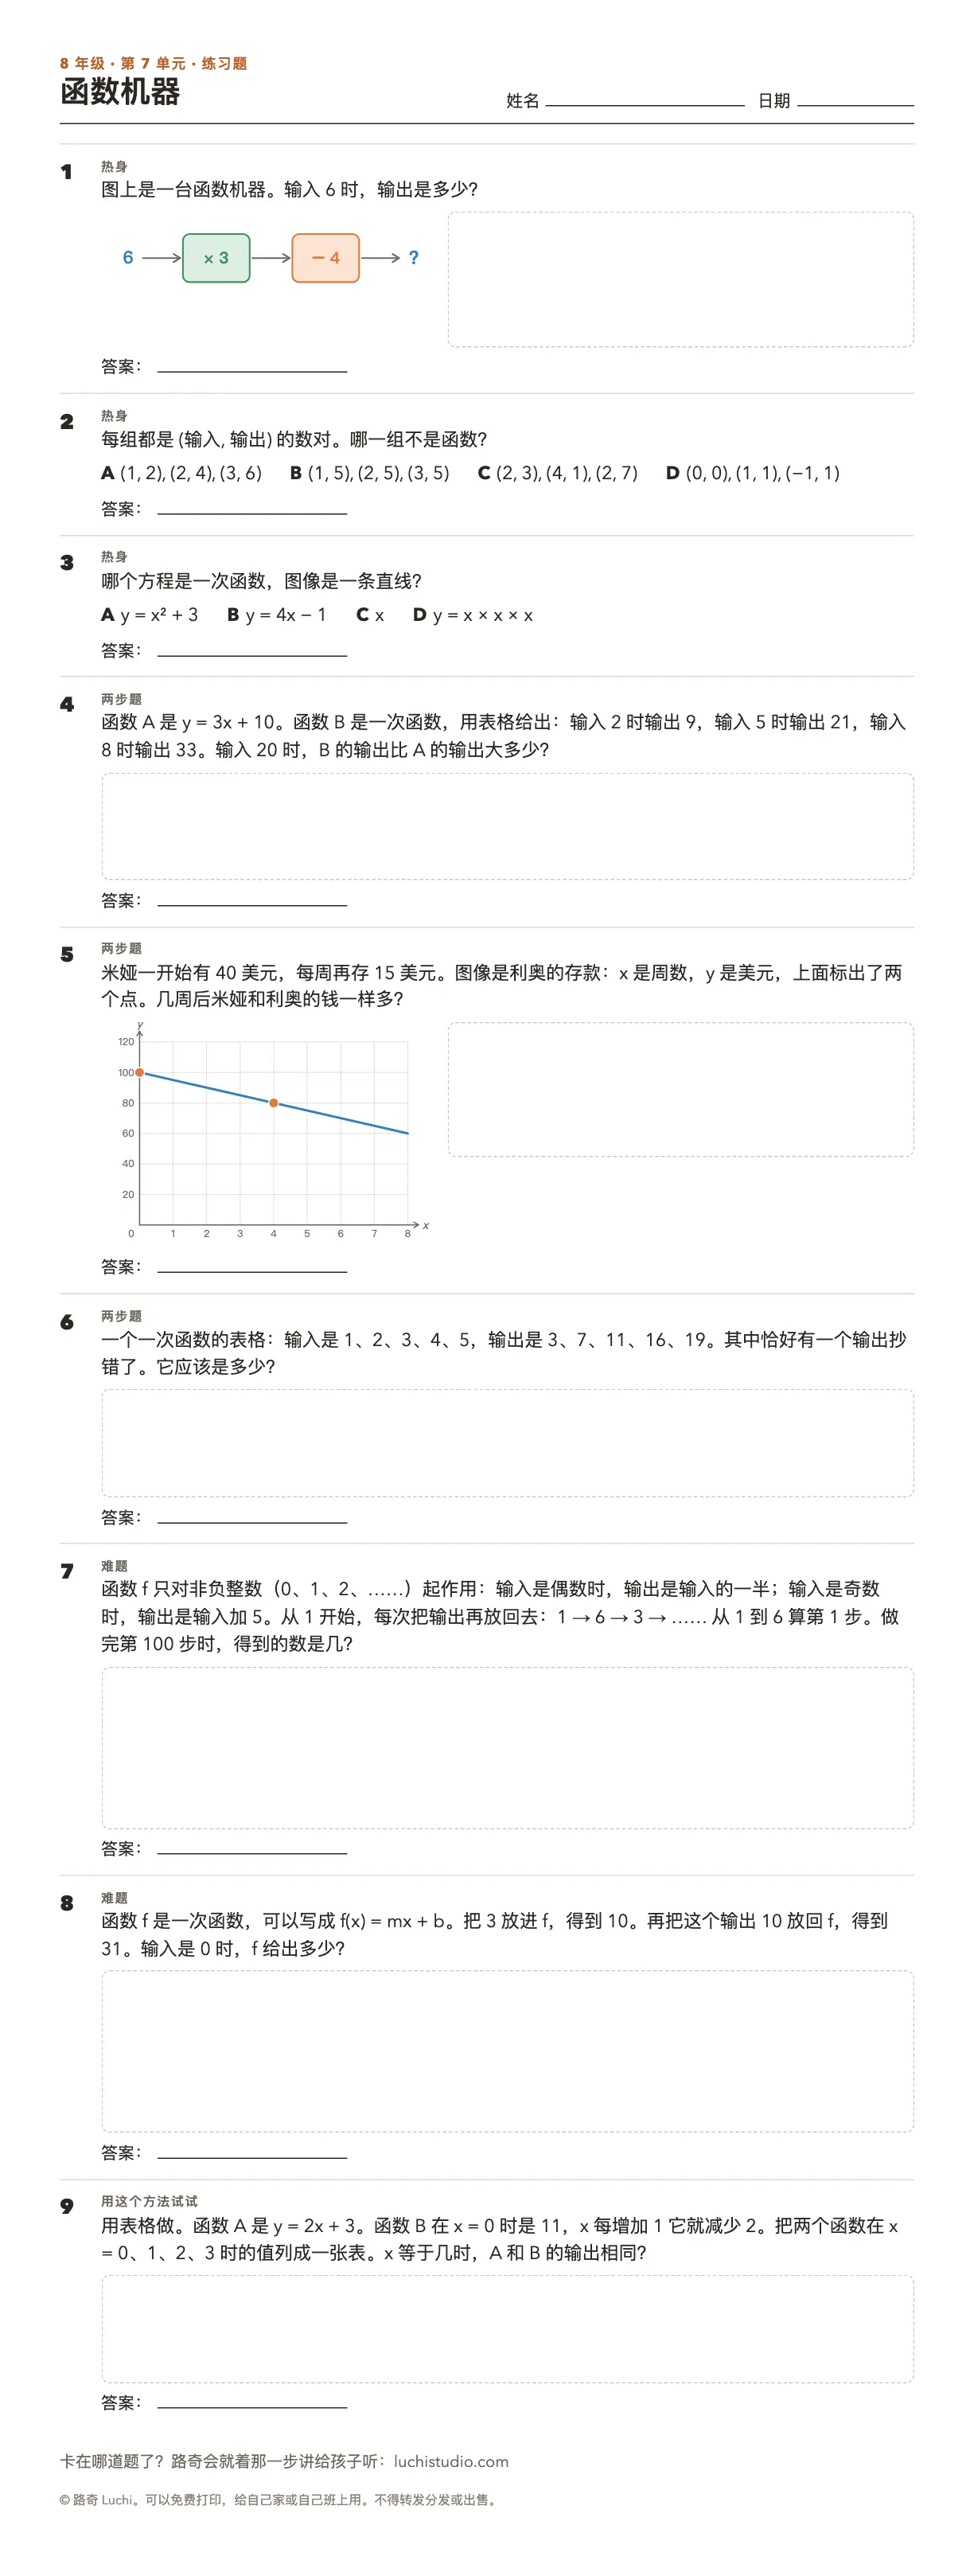 8 年级 · 第 7 单元 · 练习题
函数机器
姓名 日期
1
热身
图上是一台函数机器。输入 6 时，输出是多少？
6 × 3 − 4 ?
答案：
2
热身
每组都是 (输入, 输出) 的数对。哪一组不是函数？
A (1, 2), (2, 4), (3, 6) B (1, 5), (2, 5), (3, 5) C (2, 3), (4, 1), (2, 7) D (0, 0), (1, 1), (−1, 1)
答案：
3
热身
哪个方程是一次函数，图像是一条直线？
A y = x² + 3 B y = 4x − 1 C x D y = x × x × x
答案：
4
两步题
函数 A 是 y = 3x + 10。函数 B 是一次函数，用表格给出：输入 2 时输出 9，输入 5 时输出 21，输入
8 时输出 33。输入 20 时，B 的输出比 A 的输出大多少？
答案：
5
两步题
米娅一开始有 40 美元，每周再存 15 美元。图像是利奥的存款：x 是周数，y 是美元，上面标出了两
个点。几周后米娅和利奥的钱一样多？
y
120
100
80
60
40
20
0 1 2 3 4 5 6 7 8 x
答案：
6
两步题
一个一次函数的表格：输入是 1、2、3、4、5，输出是 3、7、11、16、19。其中恰好有一个输出抄
错了。它应该是多少？
答案：
7
难题
函数 f 只对非负整数（0、1、2、……）起作用：输入是偶数时，输出是输入的一半；输入是奇数
时，输出是输入加 5。从 1 开始，每次把输出再放回去：1 → 6 → 3 → …… 从 1 到 6 算第 1 步。做
完第 100 步时，得到的数是几？
答案：
8
难题
函数 f 是一次函数，可以写成 f(x) = mx + b。把 3 放进 f，得到 10。再把这个输出 10 放回 f，得到
31。输入是 0 时，f 给出多少？
答案：
9
用这个方法试试
用表格做。函数 A 是 y = 2x + 3。函数 B 在 x = 0 时是 11，x 每增加 1 它就减少 2。把两个函数在 x
= 0、1、2、3 时的值列成一张表。x 等于几时，A 和 B 的输出相同？
答案：
卡在哪道题了？路奇会就着那一步讲给孩子听：luchistudio.com
© 路奇 Luchi。可以免费打印，给自己家或自己班上用。不得转发分发或出售。